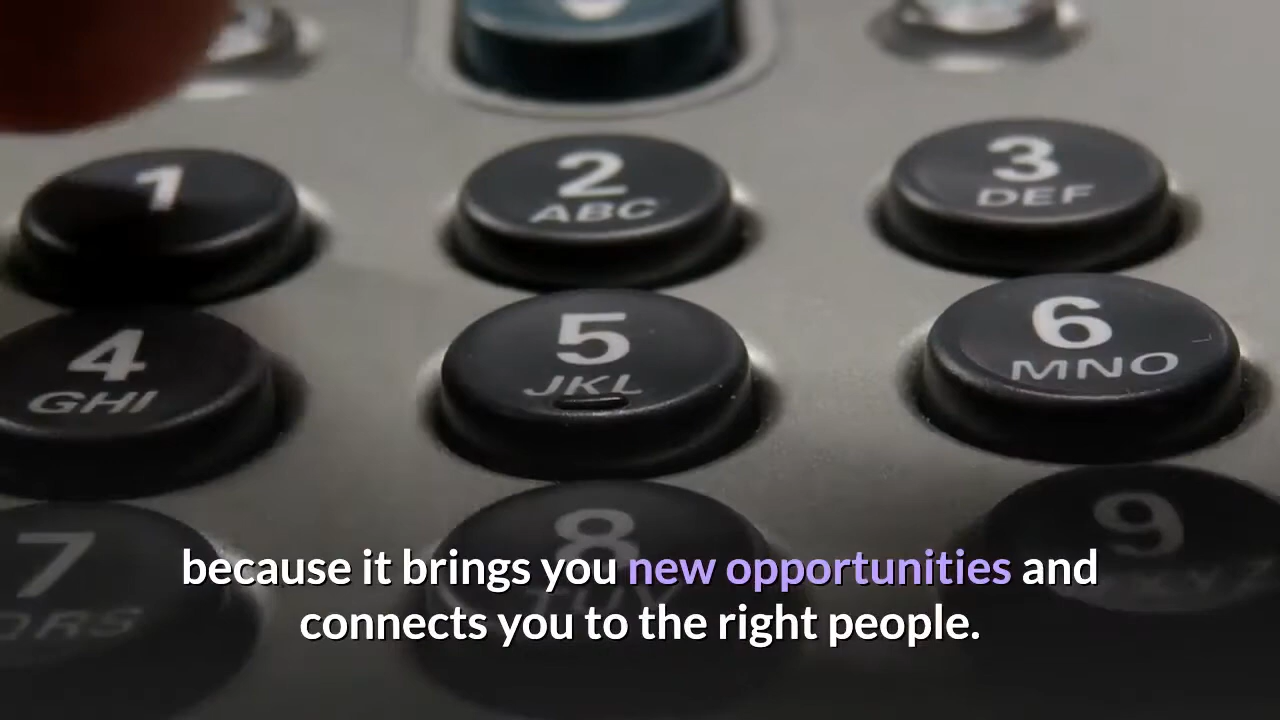 1 2 3
ABC DEF
4 5 6
GHI JKL MNO
7 8 9
because it brings you new opportunities and
connects you to the right people.